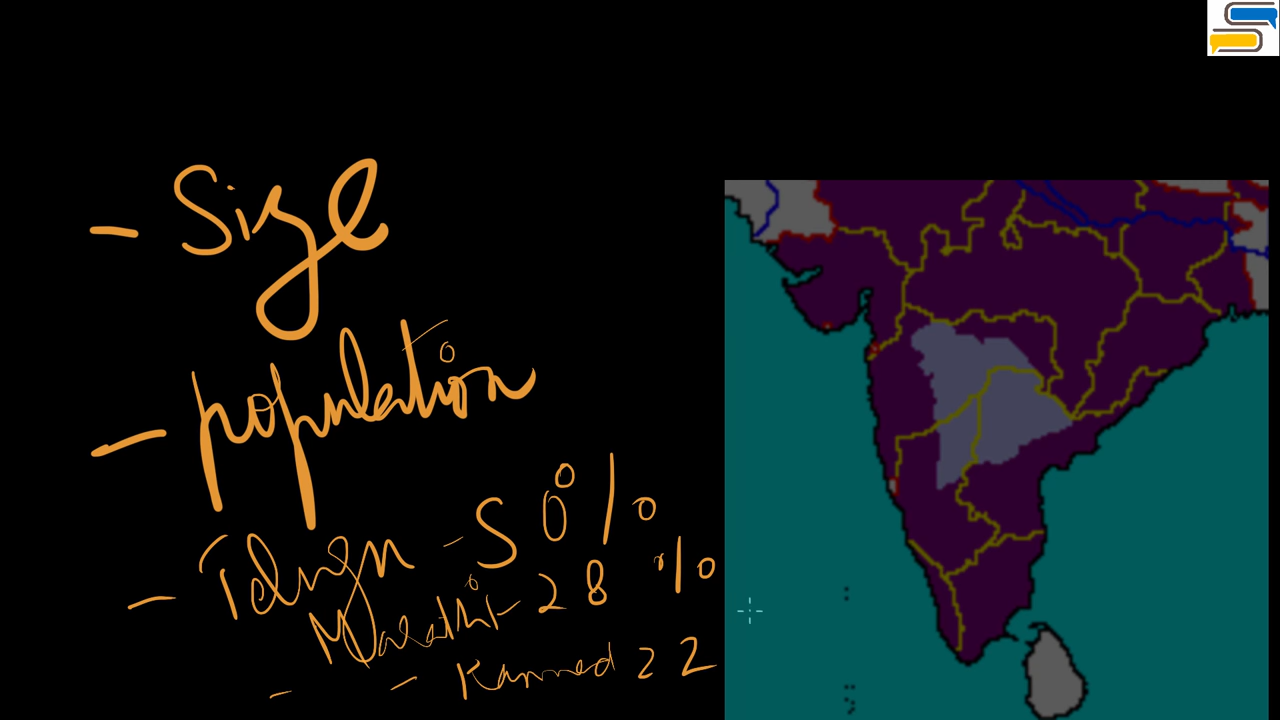 - Size
- population
- Telugu - 50%
Marathi - 28 %
- - Kannad 22